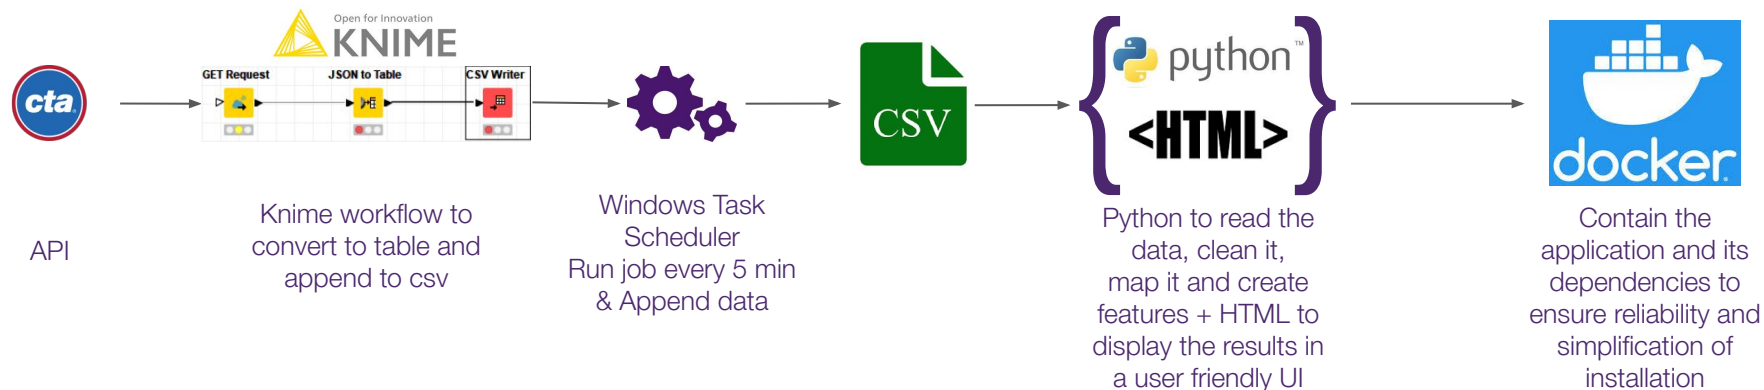 Open for Innovation
KNIME
GET Request
JSON to Table
CSV Writer
cta
API
Knime workflow to
convert to table and
append to csv
Windows Task
Scheduler
Run job every 5 min
& Append data
CSV
python™
<HTML>
Python to read the
data, clean it,
map it and create
features + HTML to
display the results in
a user friendly UI
docker
Contain the
application and its
dependencies to
ensure reliability and
simplification of
installation